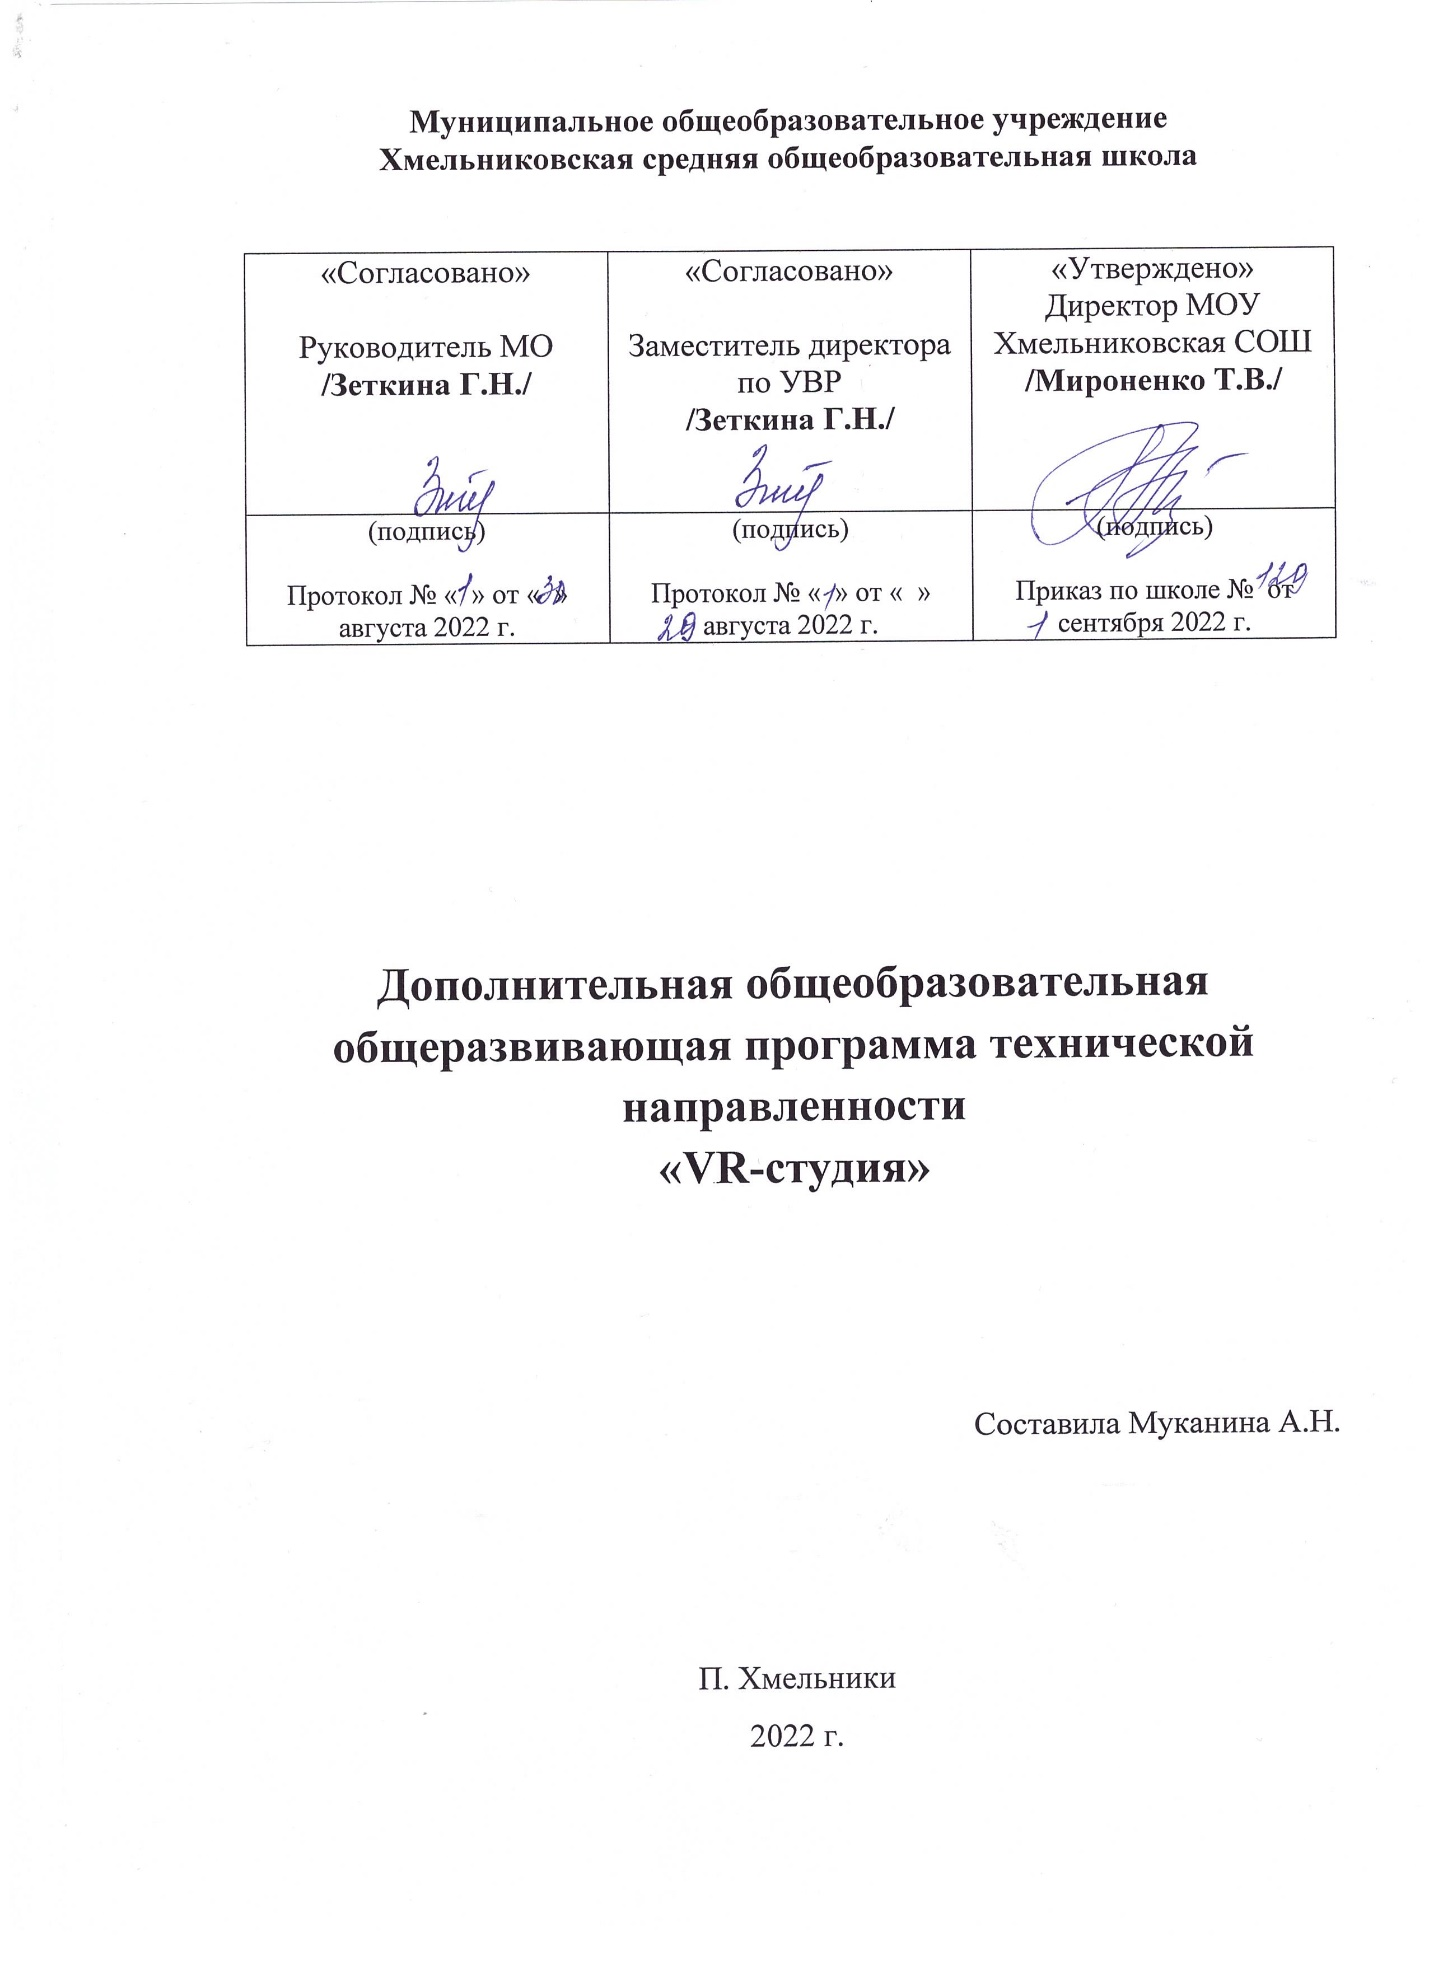 Муниципальное общеобразовательное учреждение
Хмельниковская средняя общеобразовательная школа
«Согласовано»
Руководитель МО
/Зеткина Г.Н./
(подпись)
Протокол № «1» от «30»
августа 2022 г.
«Согласовано»
Заместитель директора
по УВР
/Зеткина Г.Н./
(подпись)
Протокол № «1» от « »
29 августа 2022 г.
«Утверждено»
Директор МОУ
Хмельниковская СОШ
/Мироненко Т.В./
(подпись)
Приказ по школе № от
1 сентября 2022 г.
Дополнительная общеобразовательная
общеразвивающая программа технической
направленности
«VR-студия»
Составила Муканина А.Н.
П. Хмельники
2022 г.